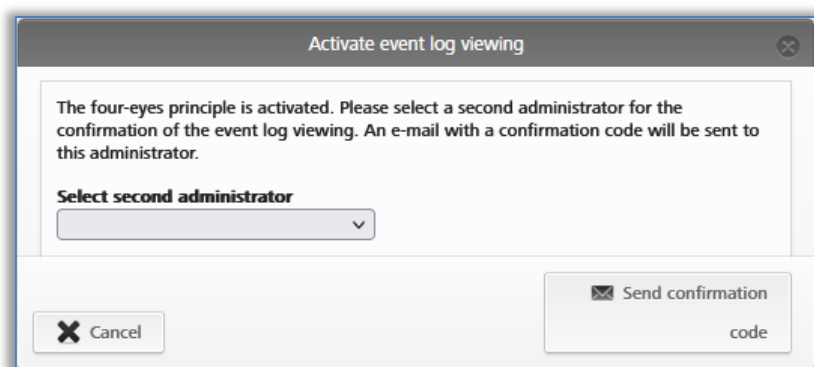 Activate event log viewing
The four-eyes principle is activated. Please select a second administrator for the
confirmation of the event log viewing. An e-mail with a confirmation code will be sent to
this administrator.
Select second administrator
Send confirmation
code
Cancel